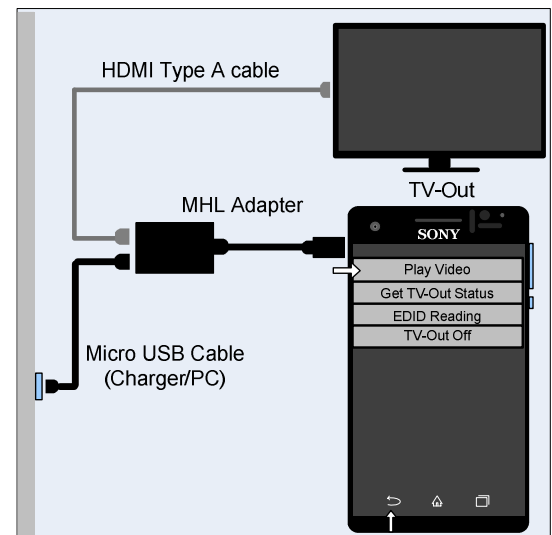 HDMI Type A cable
TV-Out
MHL Adapter
SONY
Play Video
Get TV-Out Status
EDID Reading
TV-Out Off
Micro USB Cable
(Charger/PC)